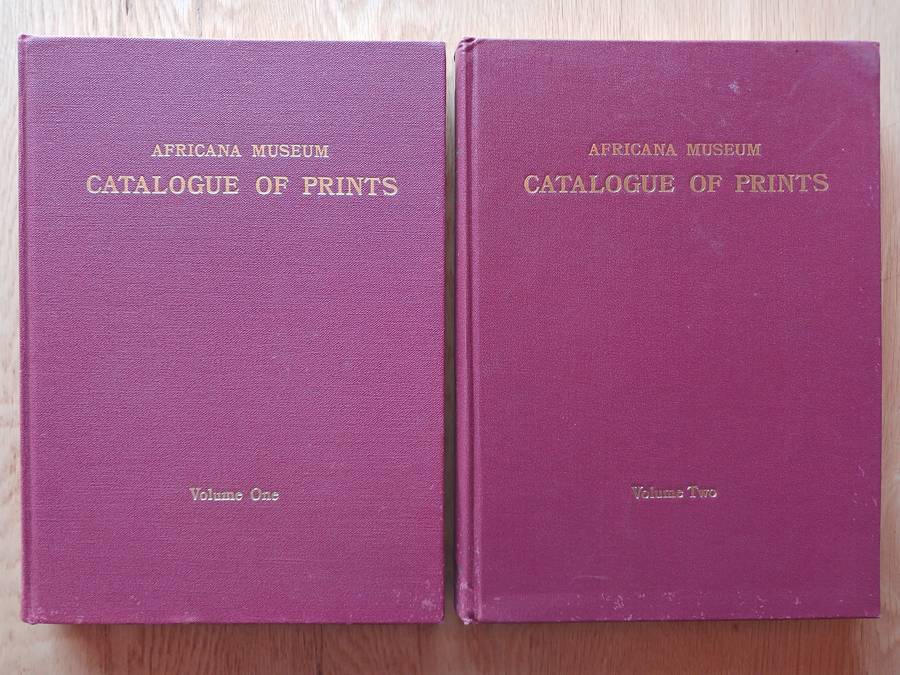 AFRICANA MUSEUM
CATALOGUE OF PRINTS
Volume One
AFRICANA MUSEUM
CATALOGUE OF PRINTS
Volume Two